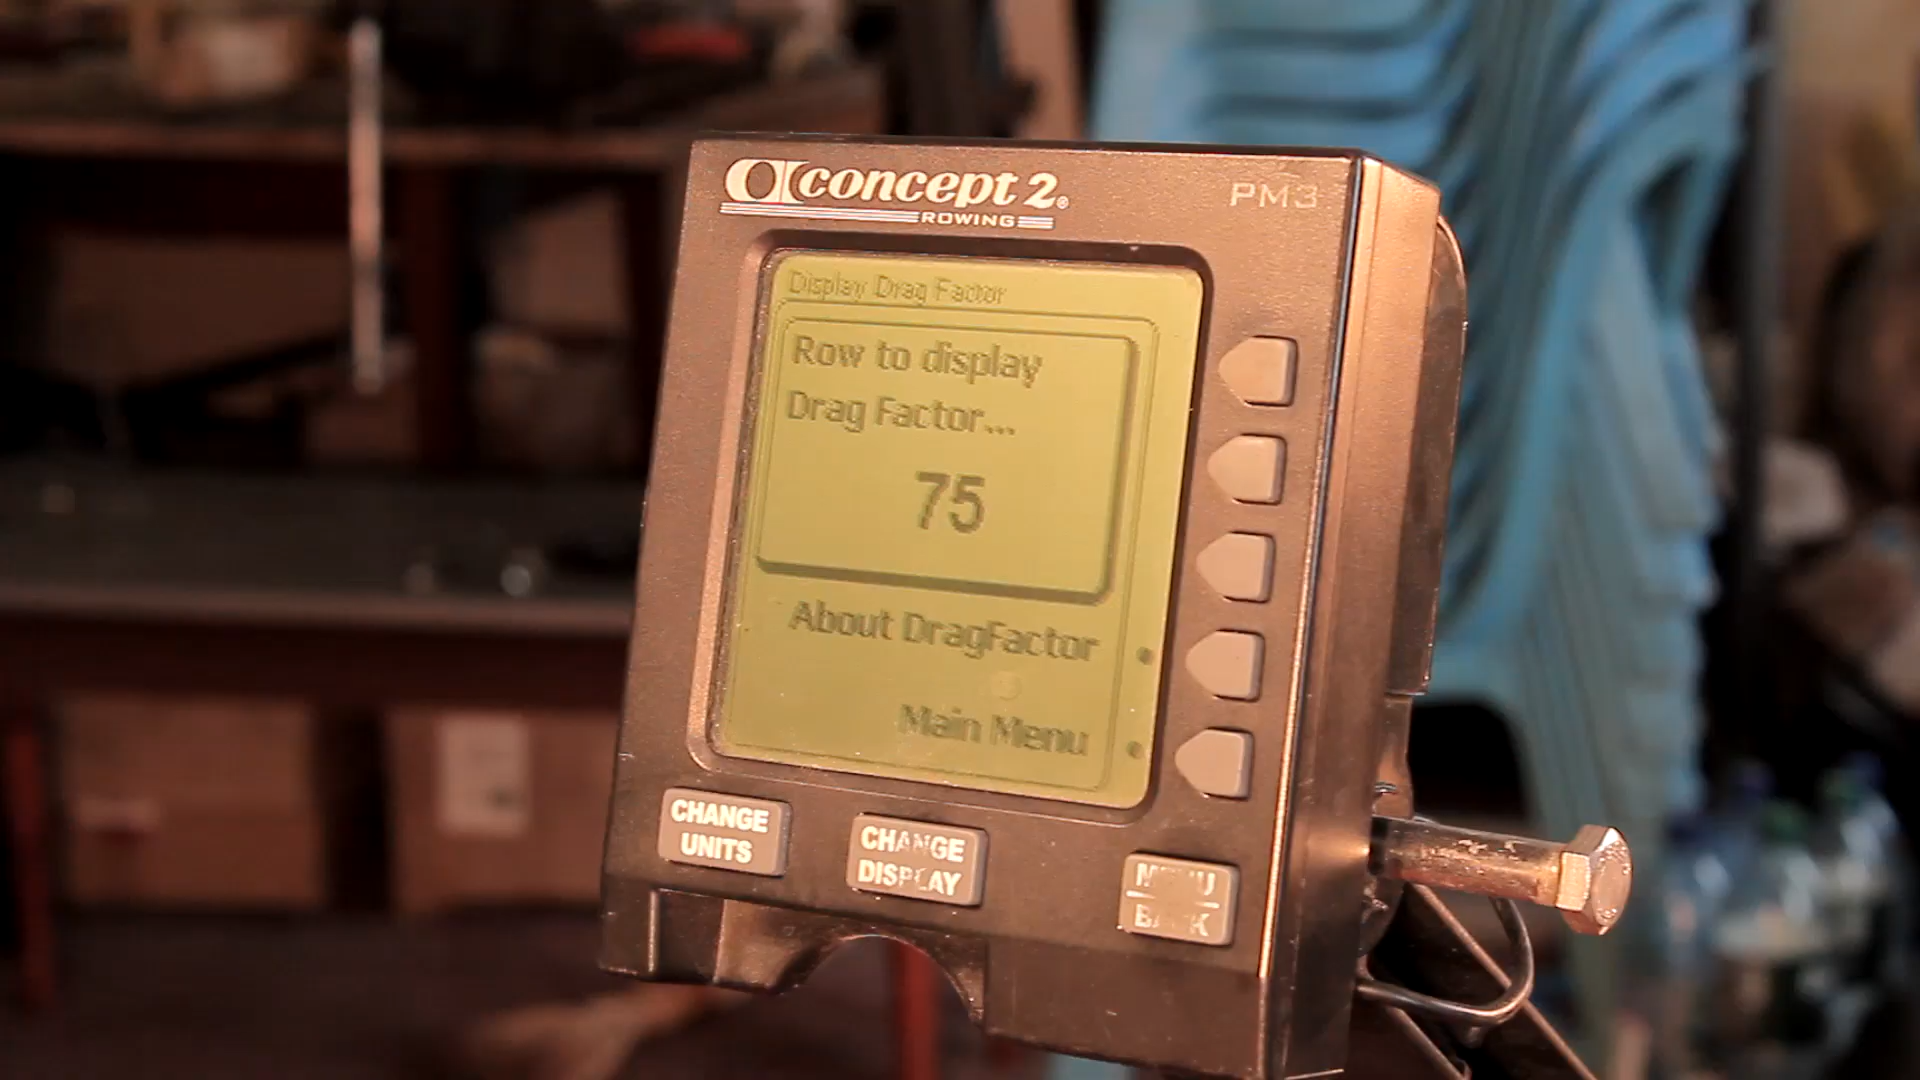 concept 2®
ROWING
PM3
Display Drag Factor
Row to display
Drag Factor...
75
About DragFactor
Main Menu
CHANGE
UNITS
CHANGE
DISPLAY
MENU
BACK